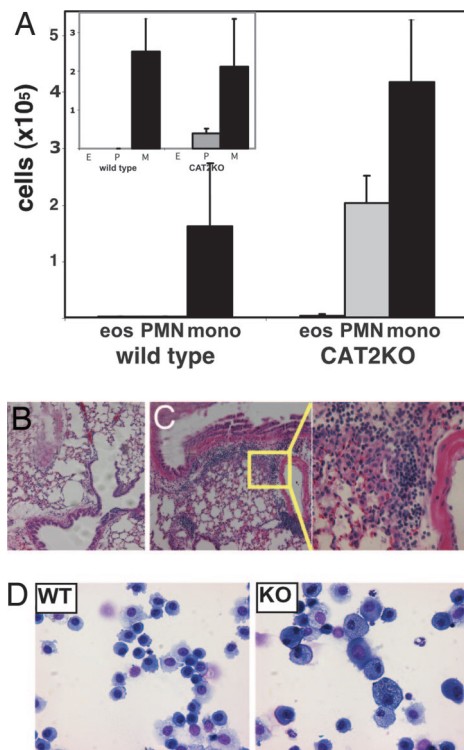 A
cells (x10⁵)
5
4
3
2
1
3
2
1
E P M E P M
wild type CAT2KO
eos PMN mono eos PMN mono
wild type CAT2KO
B C
D WT KO